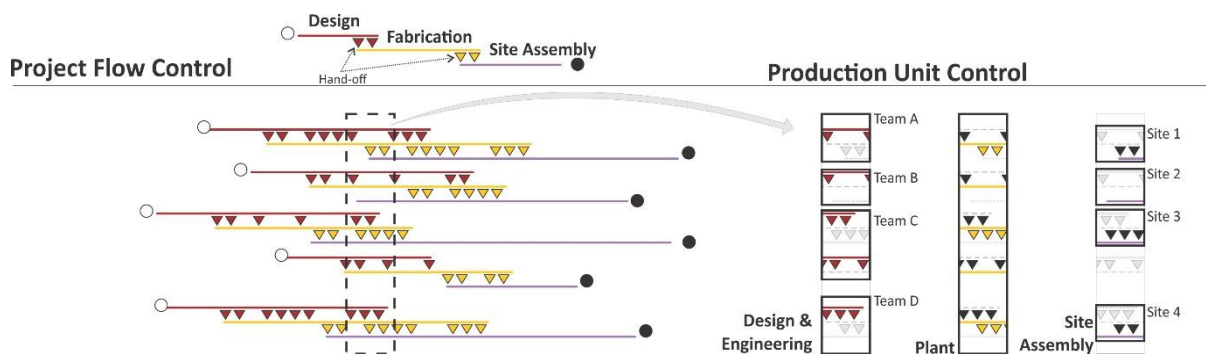 Design
Fabrication
Site Assembly
Hand-off
Project Flow Control
Production Unit Control
Team A
Site 1
Team B
Site 2
Team C
Site 3
Team D
Site 4
Design &
Engineering
Plant
Site
Assembly